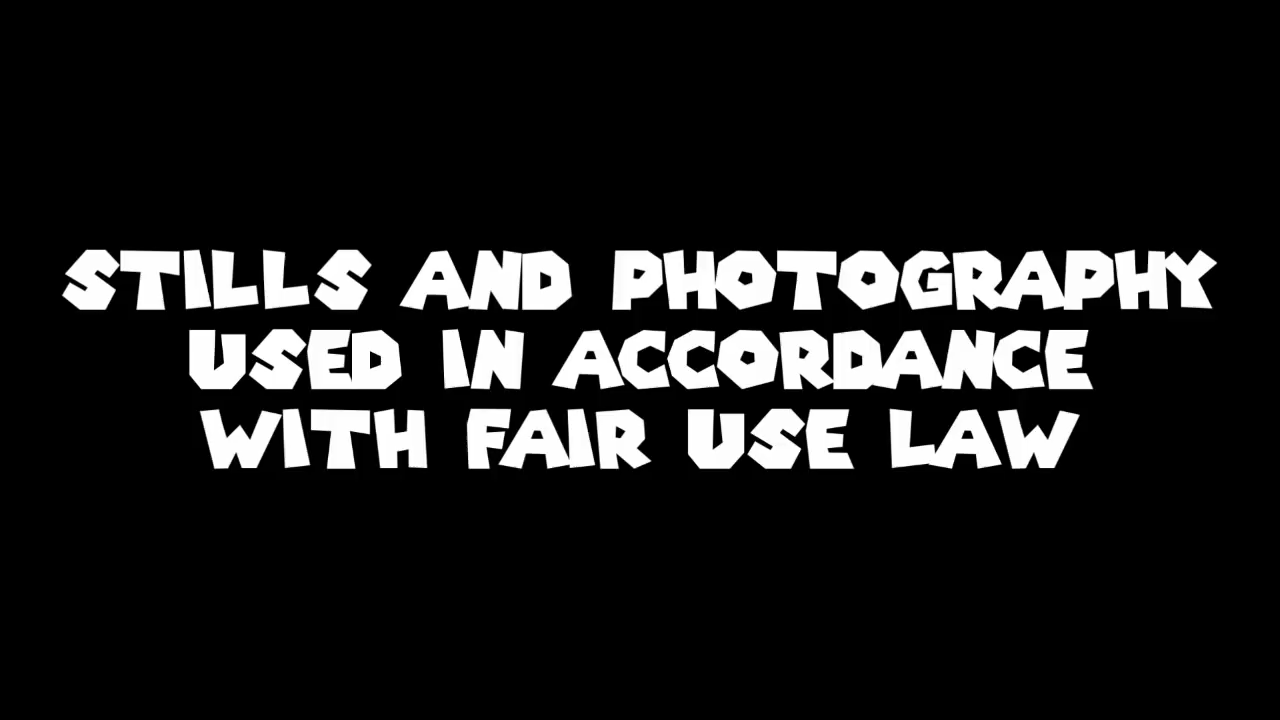 STILLS AND PHOTOGRAPHY
USED IN ACCORDANCE
WITH FAIR USE LAW